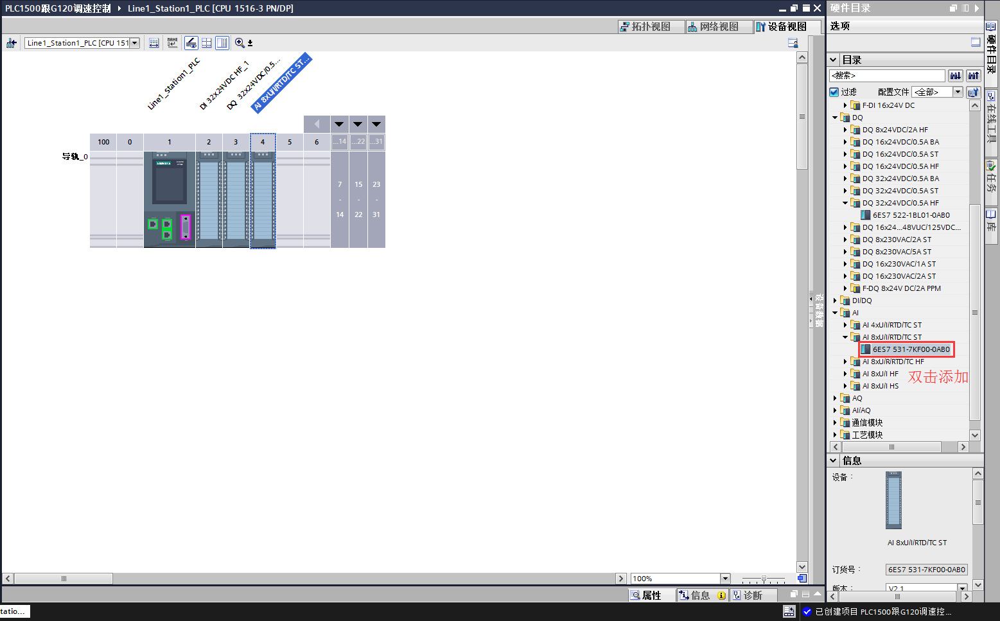 PLC1500跟G120调速控制 ▸ Line1_Station1_PLC [CPU 1516-3 PN/DP]
拓扑视图 网络视图 设备视图
Line1_Station1_PLC [CPU 151
Line1_Station1_PLC
DI 32x24VDC HF_1
DQ 32x24VDC/0.5...
AI 8xU/I/RTD/TC ST...
100 0 1 2 3 4 5 6 ...14 ...22 ...31
导轨_0
SIEMENS
7 15 23
- - -
14 22 31
100%
设备数据
属性 信息 诊断
硬件目录
选项
目录
<搜索>
过滤 配置文件 <全部>
F-DI 16x24V DC
DQ
DQ 8x24VDC/2A HF
DQ 16x24VDC/0.5A BA
DQ 16x24VDC/0.5A ST
DQ 16x24VDC/0.5A HF
DQ 32x24VDC/0.5A BA
DQ 32x24VDC/0.5A ST
DQ 32x24VDC/0.5A HF
6ES7 522-1BL01-0AB0
DQ 16x24...48VUC/125VDC...
DQ 8x230VAC/2A ST
DQ 8x230VAC/5A ST
DQ 16x230VAC/1A ST
DQ 16x230VAC/2A ST
F-DQ 8x24V DC/2A PPM
DI/DQ
AI
AI 4xU/I/RTD/TC ST
AI 8xU/I/RTD/TC ST
6ES7 531-7KF00-0AB0
AI 8xU/R/RTD/TC HF
AI 8xU/I HF
双击添加
AI 8xU/I HS
AQ
AI/AQ
通信模块
工艺模块
信息
设备：
AI 8xU/I/RTD/TC ST
订货号： 6ES7 531-7KF00-0AB0
版本： V2.1
硬件目录
在线工具
任务
库
tatio...
已创建项目 PLC1500跟G120调速控...